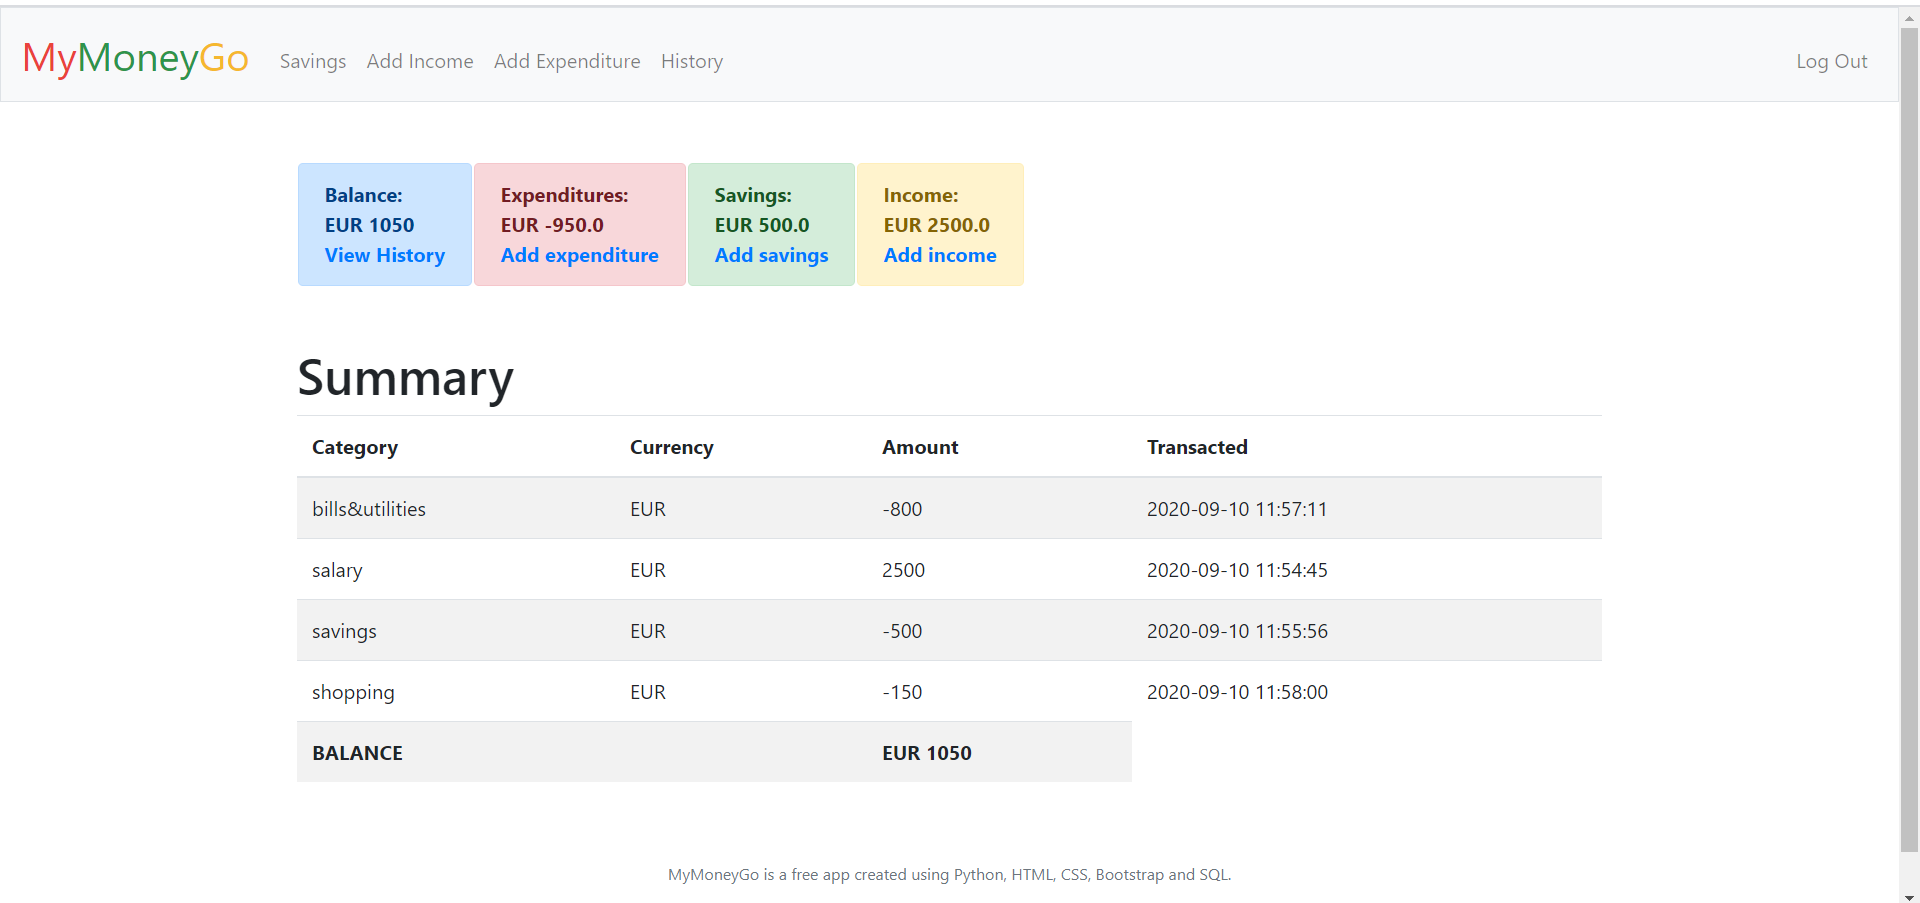 MyMoneyGo Savings Add Income Add Expenditure History Log Out
Balance:
EUR 1050
View History
Expenditures:
EUR -950.0
Add expenditure
Savings:
EUR 500.0
Add savings
Income:
EUR 2500.0
Add income
Summary
Category Currency Amount Transacted
bills&utilities EUR -800 2020-09-10 11:57:11
salary EUR 2500 2020-09-10 11:54:45
savings EUR -500 2020-09-10 11:55:56
shopping EUR -150 2020-09-10 11:58:00
BALANCE EUR 1050
MyMoneyGo is a free app created using Python, HTML, CSS, Bootstrap and SQL.